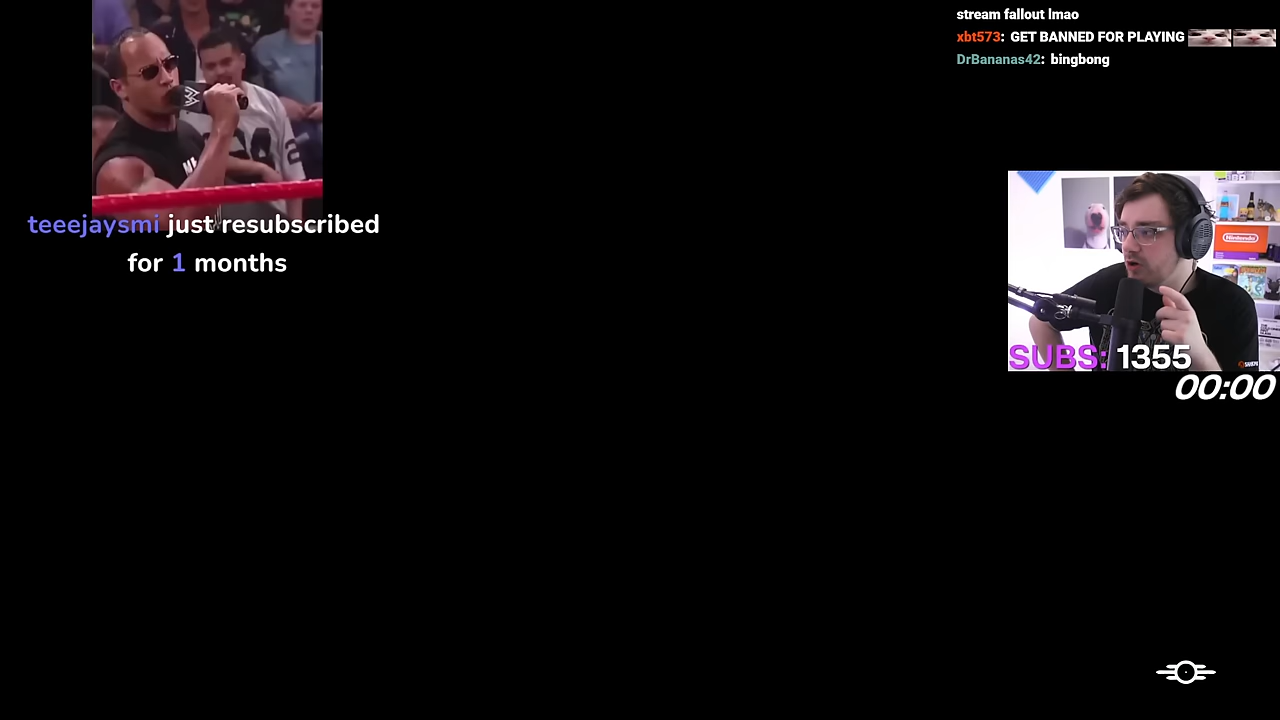 stream fallout lmao
xbt573: GET BANNED FOR PLAYING
DrBananas42: bingbong
teeejaysmi just resubscribed
for 1 months
Nintendo
SUBS: 1355
00:00